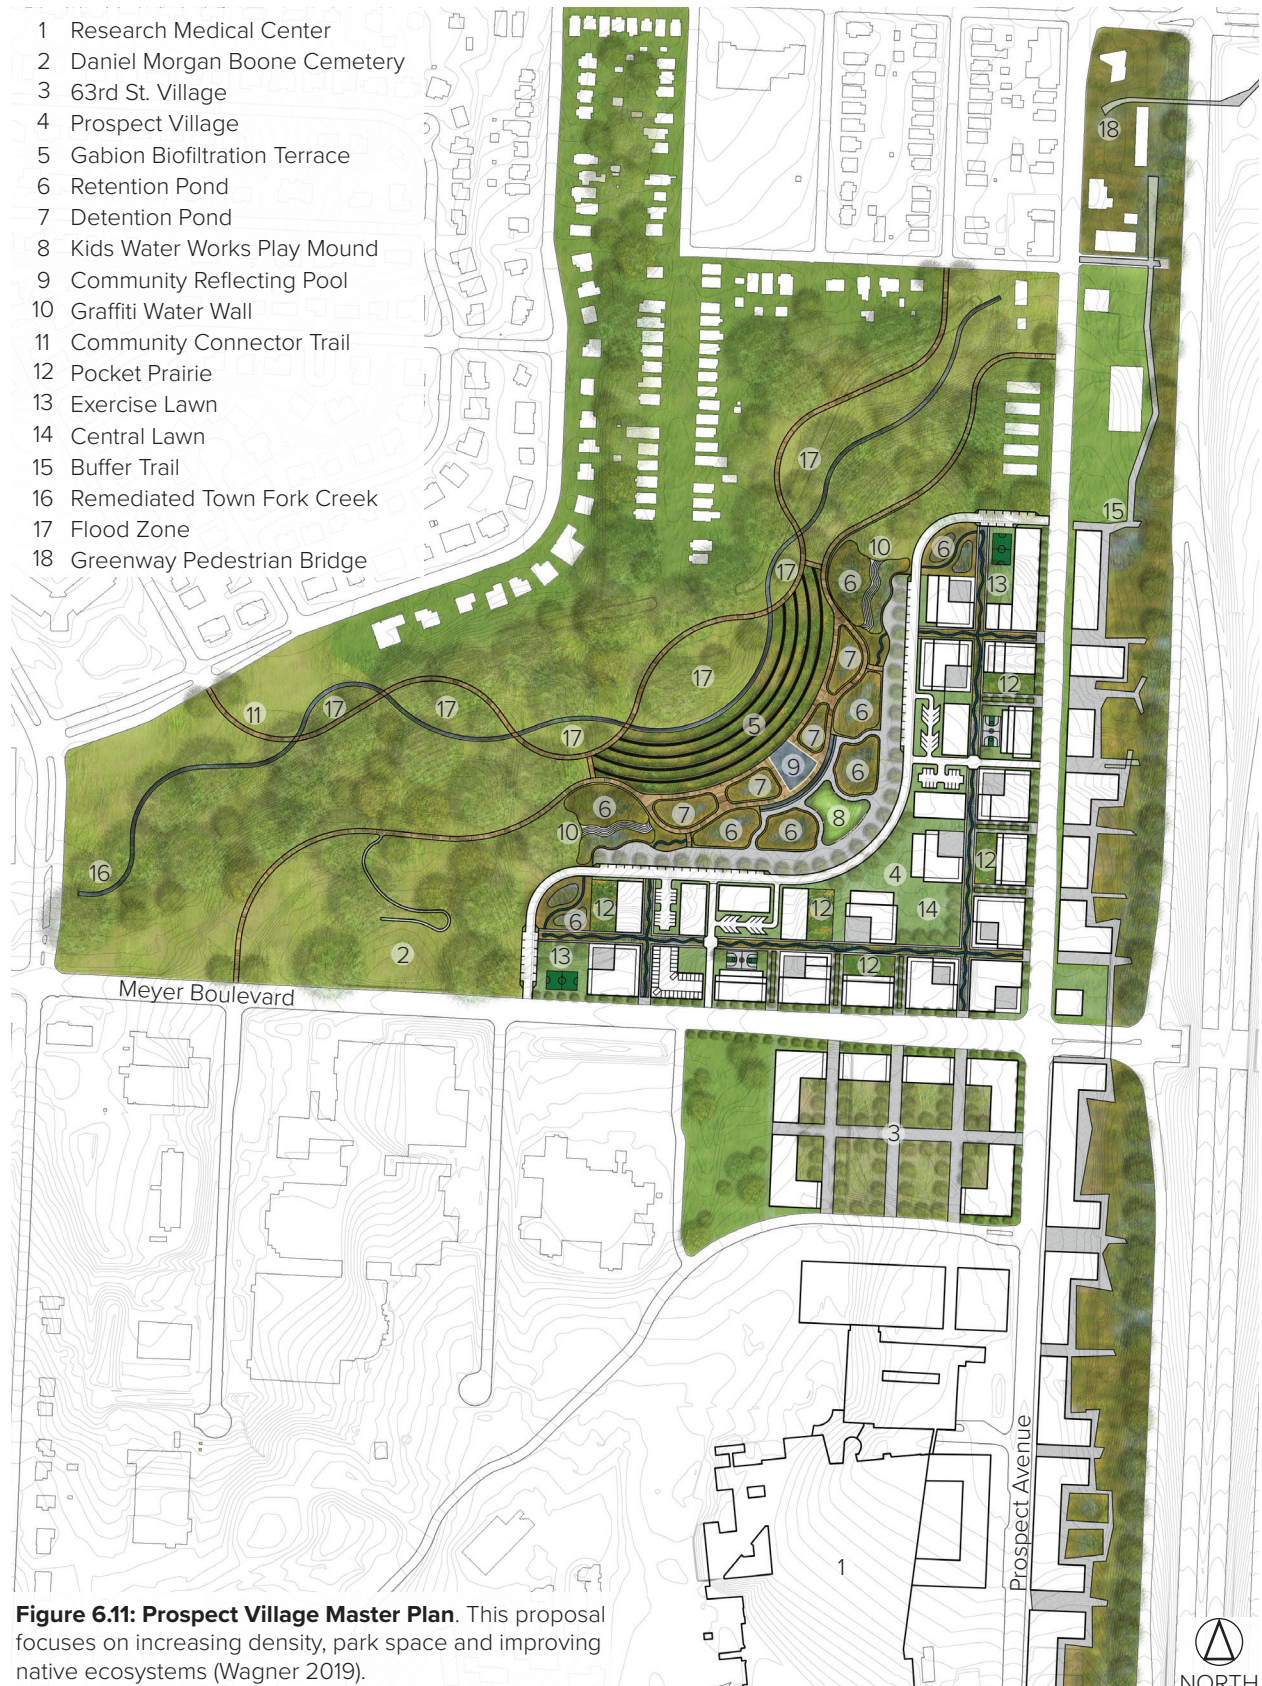 1 Research Medical Center
2 Daniel Morgan Boone Cemetery
3 63rd St. Village
4 Prospect Village
5 Gabion Biofiltration Terrace
6 Retention Pond
7 Detention Pond
8 Kids Water Works Play Mound
9 Community Reflecting Pool
10 Graffiti Water Wall
11 Community Connector Trail
12 Pocket Prairie
13 Exercise Lawn
14 Central Lawn
15 Buffer Trail
16 Remediated Town Fork Creek
17 Flood Zone
18 Greenway Pedestrian Bridge
18
17
15
10
6
17
6
13
7
12
17
6
11
17
17
5
17
7
9
6
7
6
7
8
10
6
6
12
16
4
12
6
12
14
2
13
12
Meyer Boulevard
3
Prospect Avenue
1
Figure 6.11: Prospect Village Master Plan. This proposal
focuses on increasing density, park space and improving
native ecosystems (Wagner 2019).
NORTH